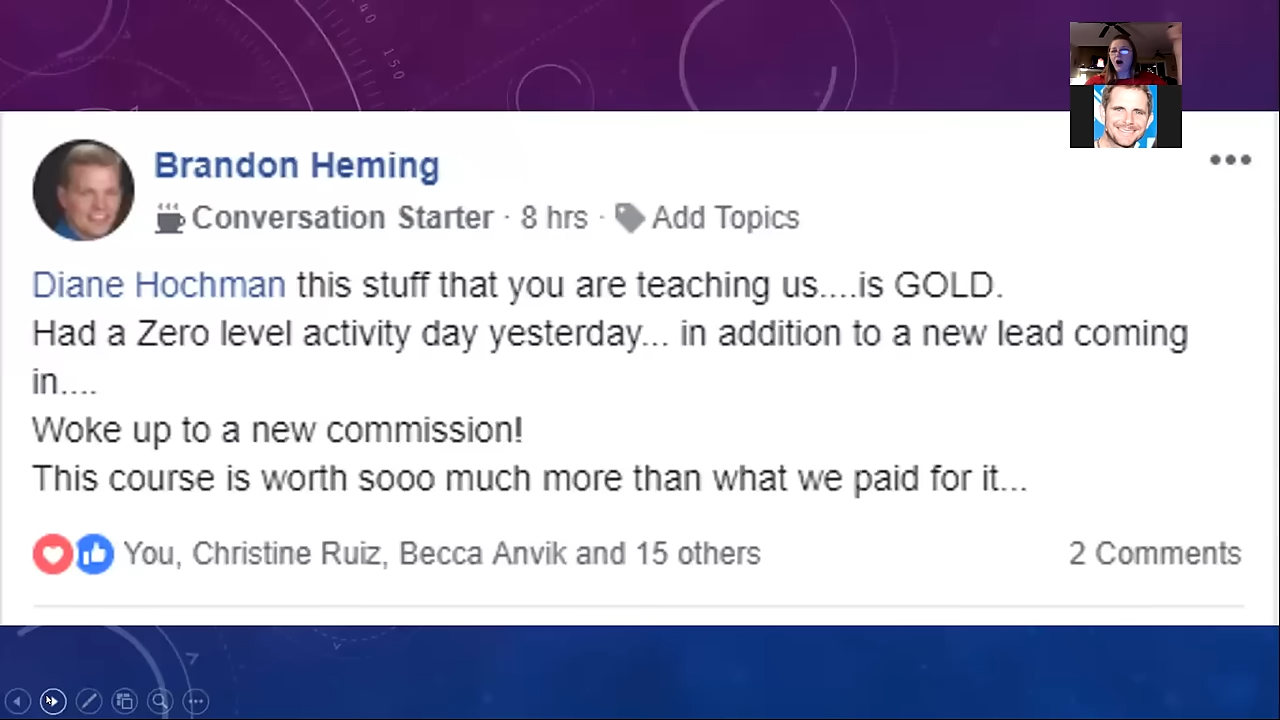 40
150
Brandon Heming
Conversation Starter · 8 hrs · Add Topics
Diane Hochman this stuff that you are teaching us....is GOLD.
Had a Zero level activity day yesterday... in addition to a new lead coming
in....
Woke up to a new commission!
This course is worth sooo much more than what we paid for it...
You, Christine Ruiz, Becca Anvik and 15 others
2 Comments